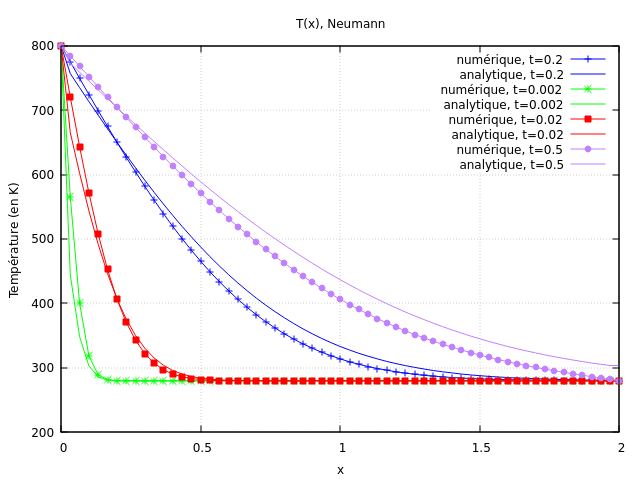 T(x), Neumann
numérique, t=0.2
analytique, t=0.2
numérique, t=0.002
analytique, t=0.002
numérique, t=0.02
analytique, t=0.02
numérique, t=0.5
analytique, t=0.5
Température (en K)
800
700
600
500
400
300
200
0
0.5
1
1.5
2
x